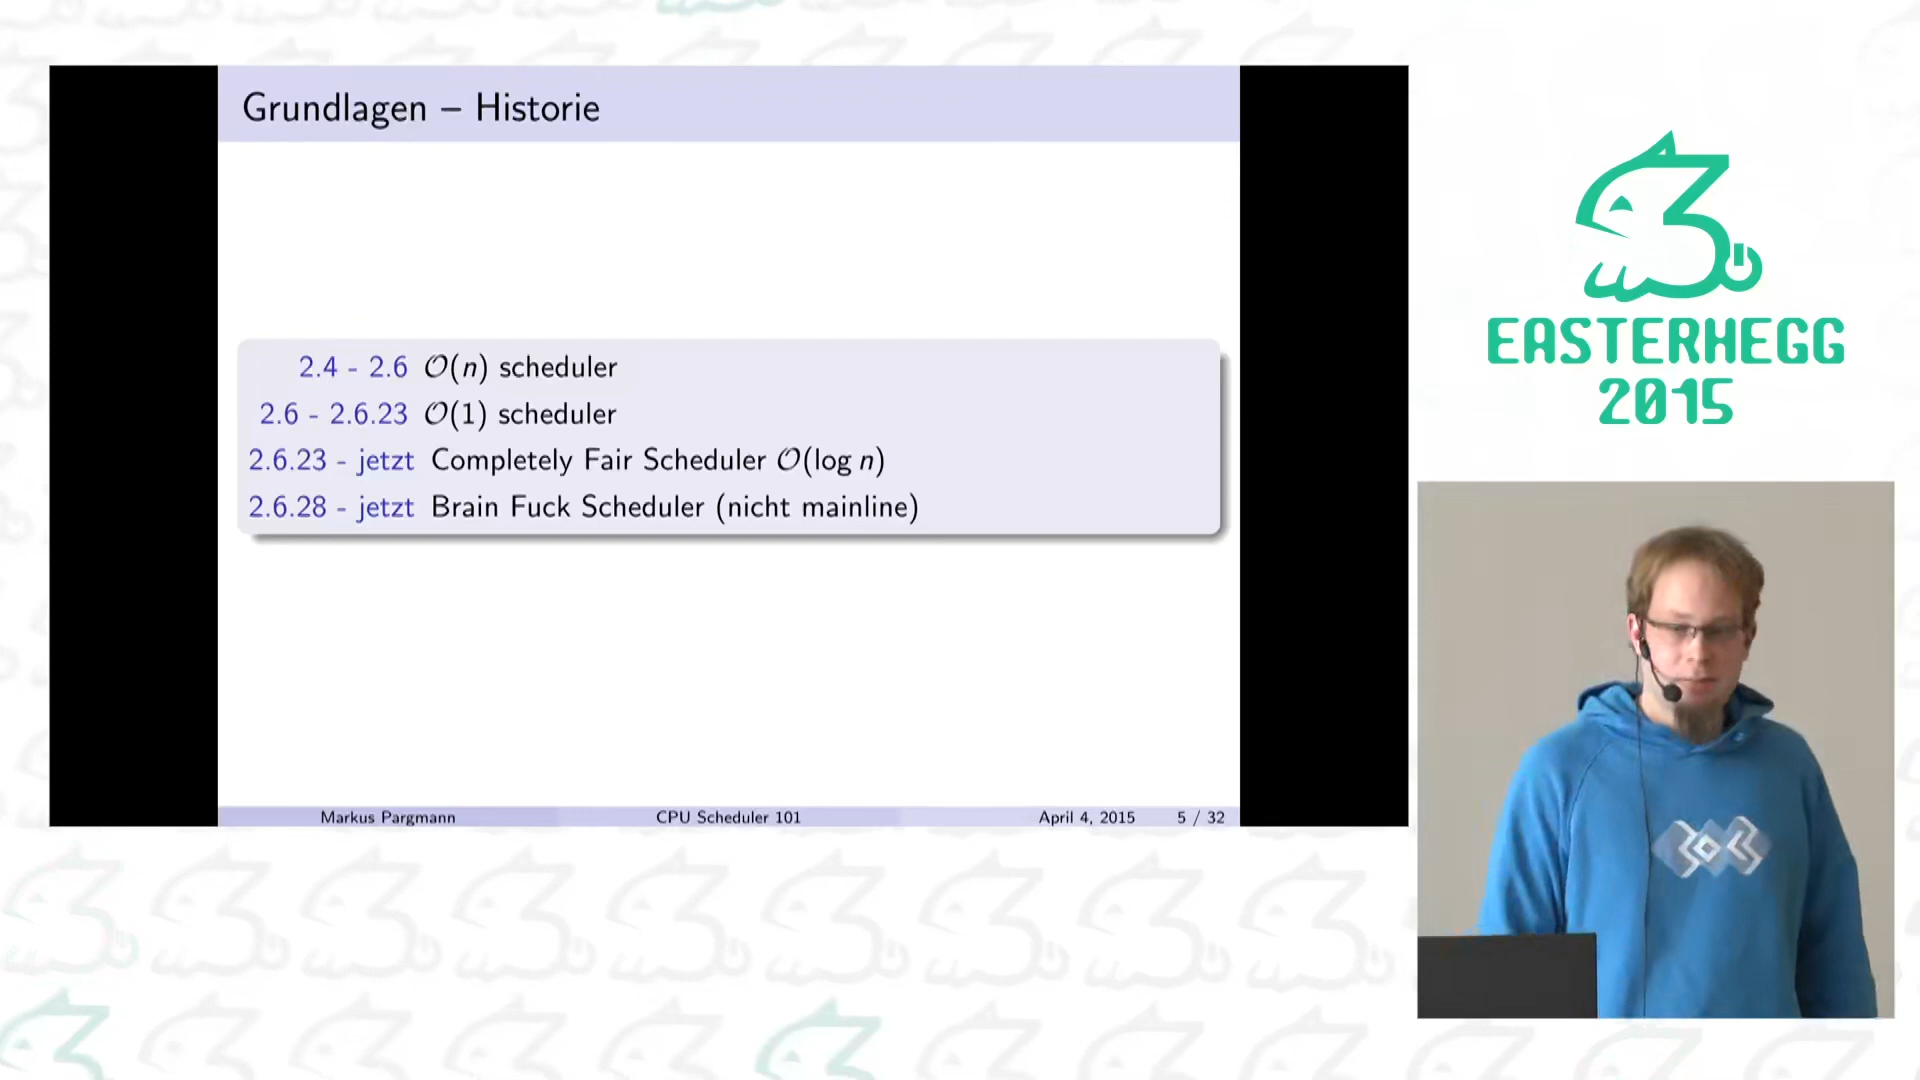 Grundlagen – Historie
2.4 - 2.6 O(n) scheduler
2.6 - 2.6.23 O(1) scheduler
2.6.23 - jetzt Completely Fair Scheduler O(log n)
2.6.28 - jetzt Brain Fuck Scheduler (nicht mainline)
Markus Pargmann CPU Scheduler 101 April 4, 2015 5 / 32
EASTERHEGG
2015